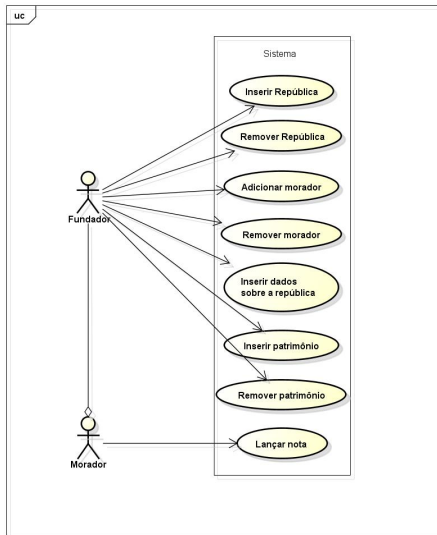 uc
Sistema
Inserir República
Remover República
Adicionar morador
Fundador
Remover morador
Inserir dados
sobre a república
Inserir patrimônio
Remover patrimônio
Lançar nota
Morador